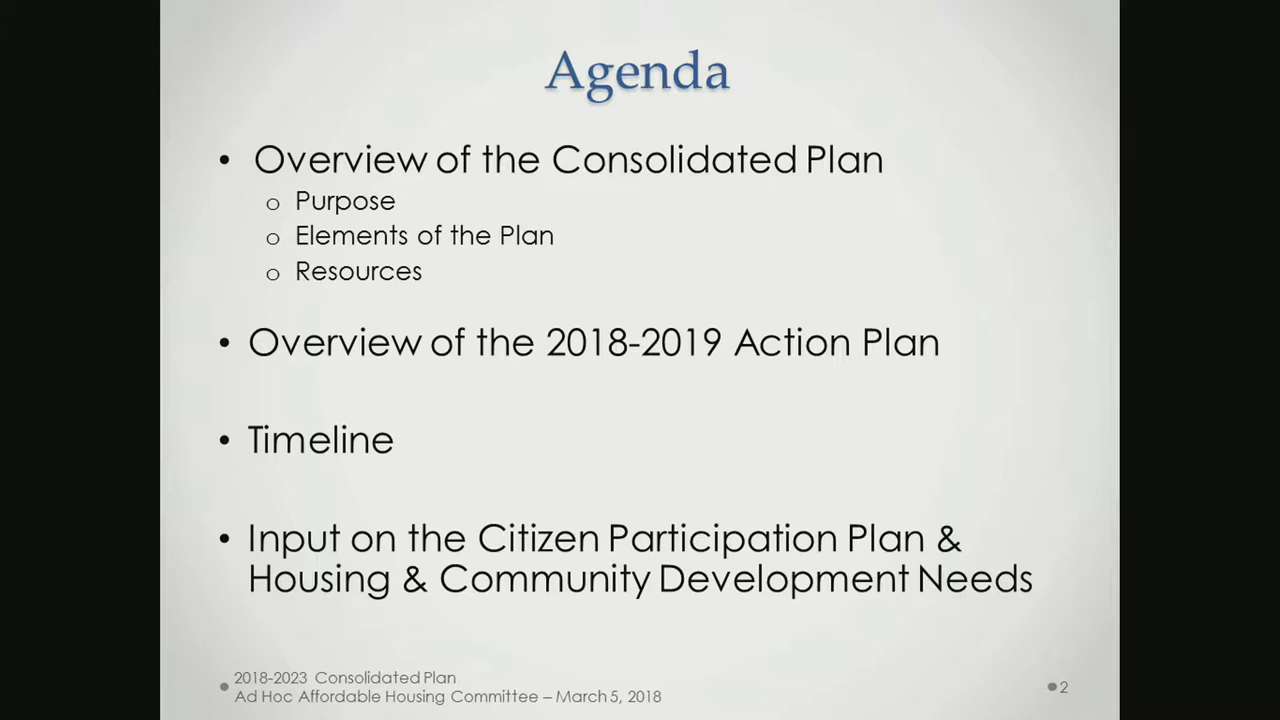 Agenda
• Overview of the Consolidated Plan
o Purpose
o Elements of the Plan
o Resources
• Overview of the 2018-2019 Action Plan
• Timeline
• Input on the Citizen Participation Plan &
Housing & Community Development Needs
2018-2023 Consolidated Plan
Ad Hoc Affordable Housing Committee – March 5, 2018
2